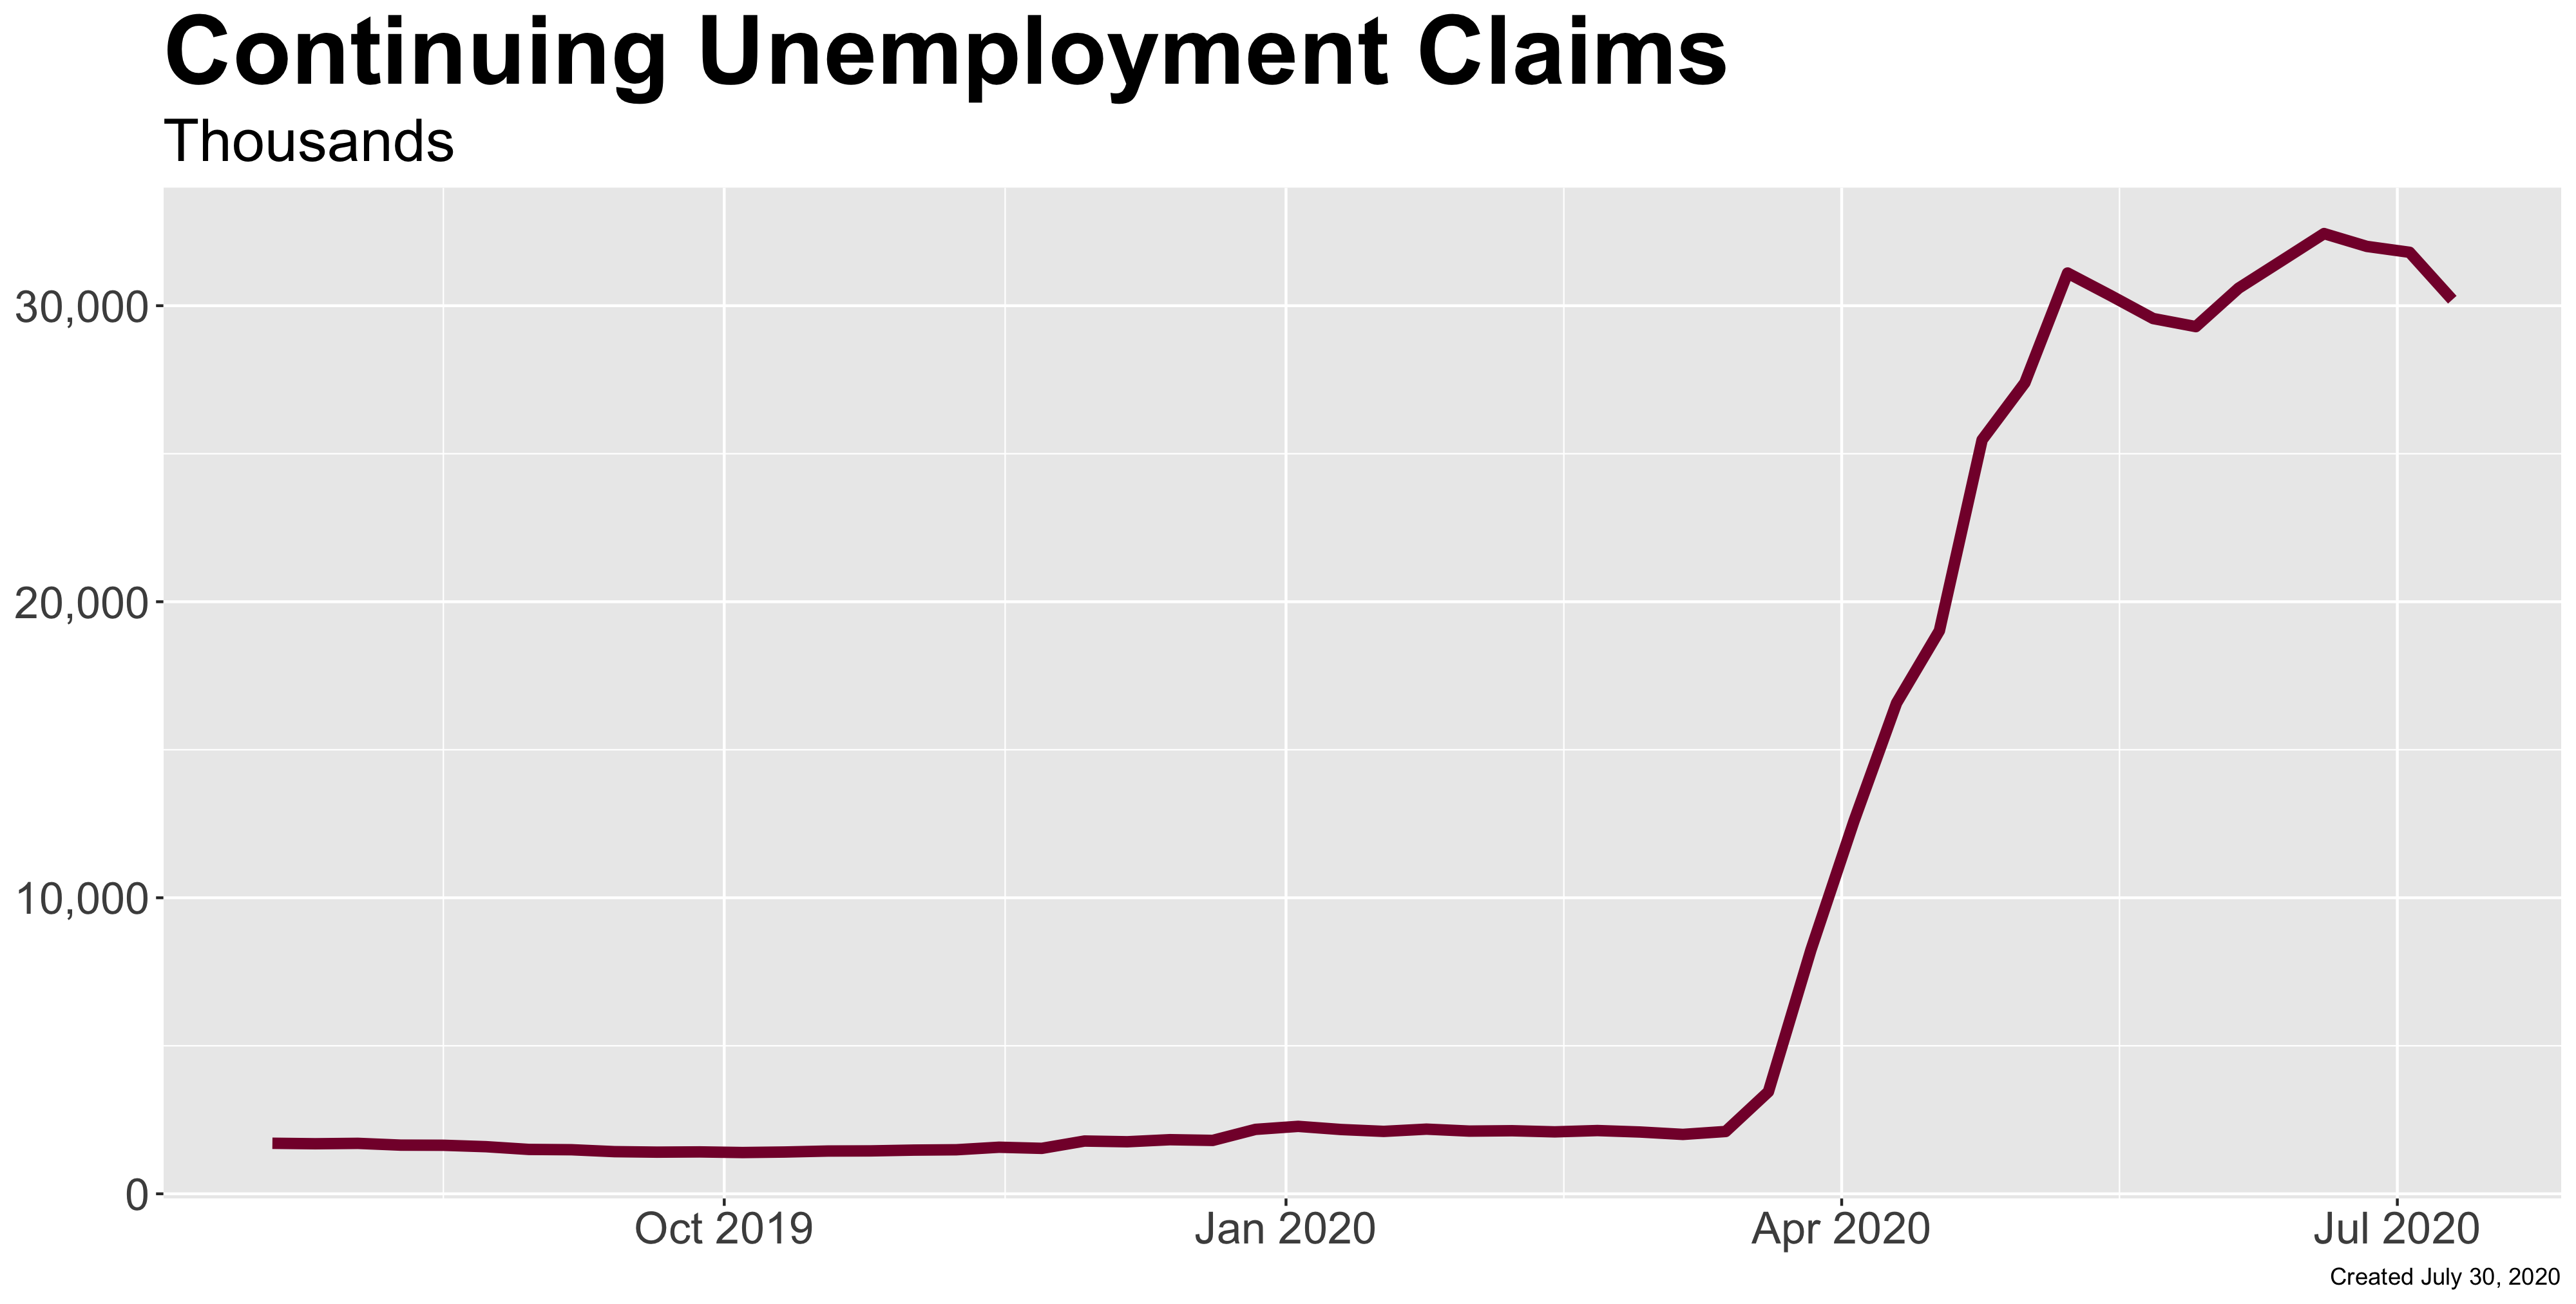 Continuing Unemployment Claims
Thousands
30,000
20,000
10,000
0
Oct 2019 Jan 2020 Apr 2020 Jul 2020
Created July 30, 2020